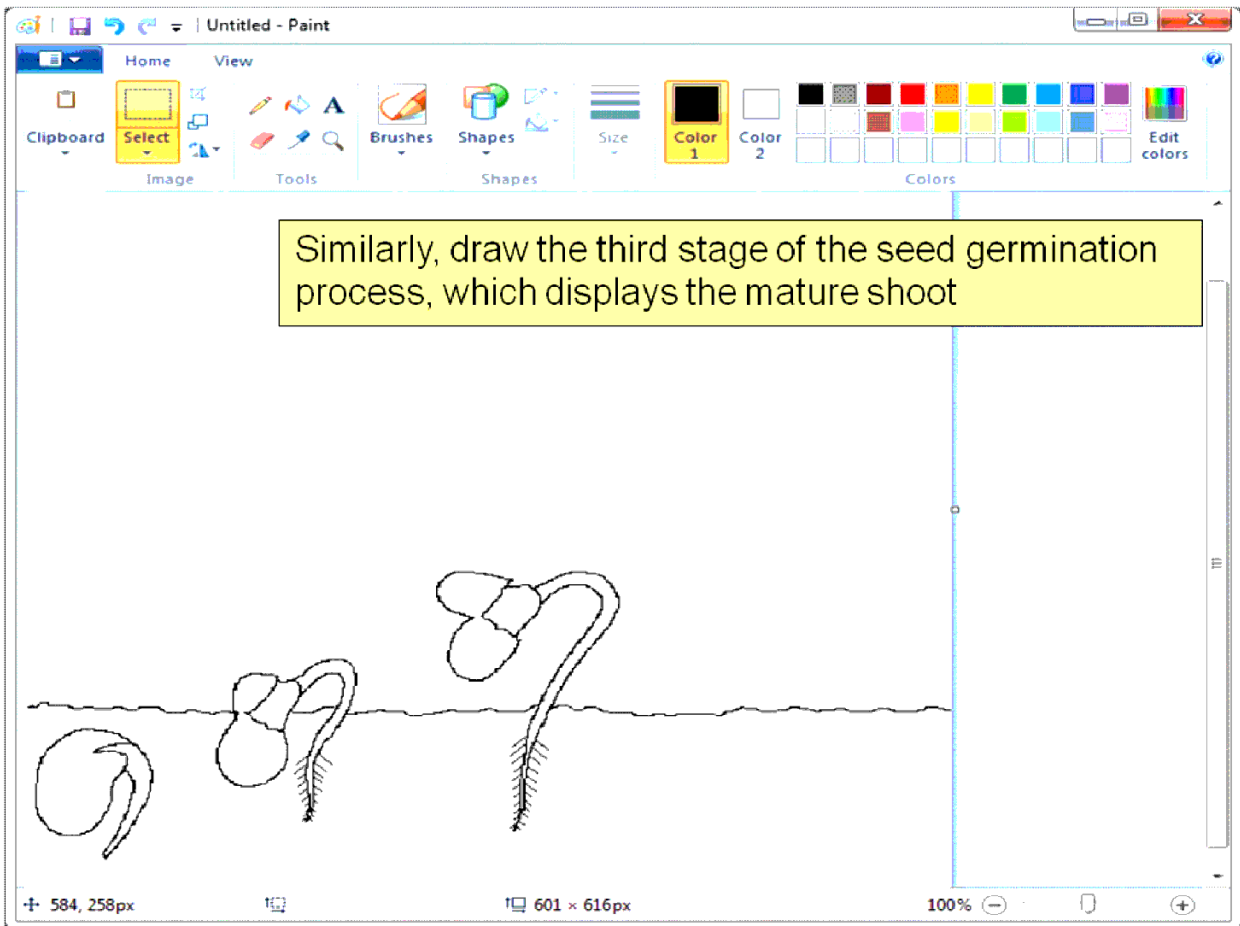 Untitled - Paint
Home View
Clipboard Select Brushes Shapes Size Color 1 Color 2 Edit colors
Image Tools Shapes Colors
A
Similarly, draw the third stage of the seed germination
process, which displays the mature shoot
584, 258px 601 × 616px 100%